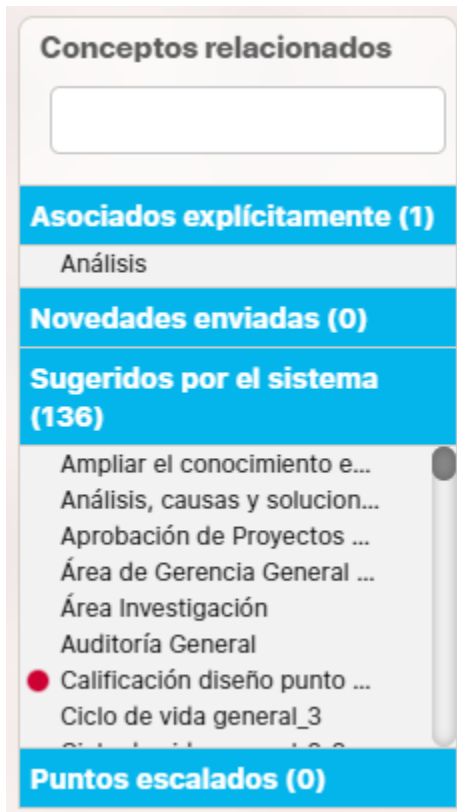 Conceptos relacionados
Asociados explícitamente (1)
Análisis
Novedades enviadas (0)
Sugeridos por el sistema
(136)
Ampliar el conocimiento e...
Análisis, causas y solucion...
Aprobación de Proyectos ...
Área de Gerencia General ...
Área Investigación
Auditoría General
Calificación diseño punto ...
Ciclo de vida general_3
Puntos escalados (0)